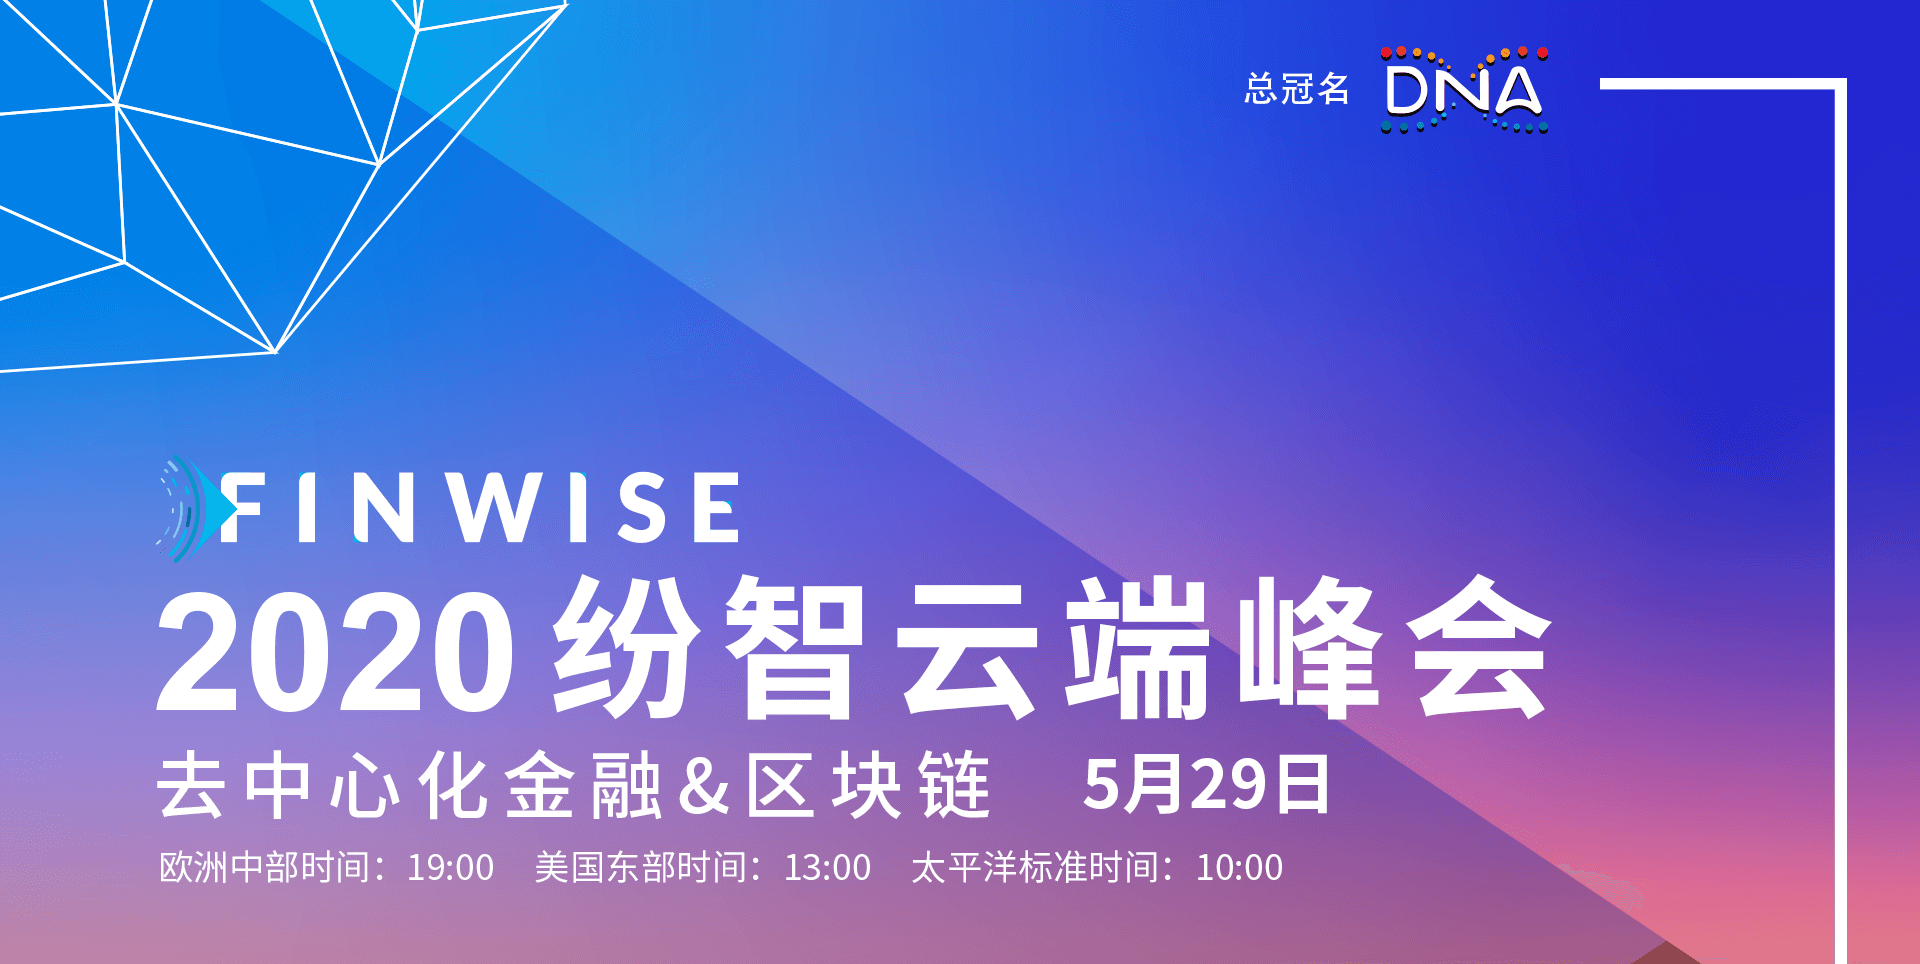 总冠名 DNA
FINWISE
2020 纷智云端峰会
去中心化金融&区块链 5月29日
欧洲中部时间：19:00 美国东部时间：13:00 太平洋标准时间：10:00